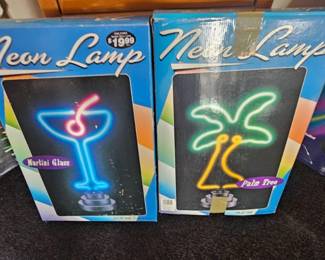 Neon Lamp
$19.99
Martini Glass
Neon Lamp
Palm Tree